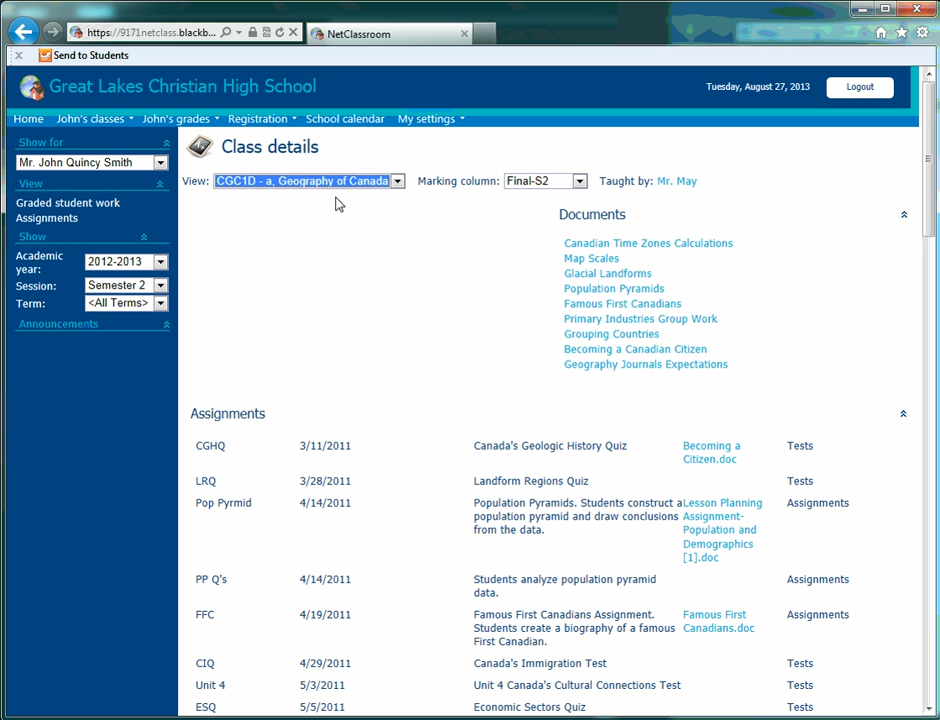 https://9171netclass.blackb...
NetClassroom
Send to Students
Great Lakes Christian High School
Tuesday, August 27, 2013
Logout
Home John's classes John's grades Registration School calendar My settings
Show for
Mr. John Quincy Smith
View
Graded student work
Assignments
Show
Academic year: 2012-2013
Session: Semester 2
Term: <All Terms>
Announcements
Class details
View: CGC1D - a, Geography of Canada Marking column: Final-S2 Taught by: Mr. May
Documents
Canadian Time Zones Calculations
Map Scales
Glacial Landforms
Population Pyramids
Famous First Canadians
Primary Industries Group Work
Grouping Countries
Becoming a Canadian Citizen
Geography Journals Expectations
Assignments
CGHQ 3/11/2011 Canada's Geologic History Quiz Becoming a Tests
Citizen.doc
LRQ 3/28/2011 Landform Regions Quiz Tests
Pop Pyrmid 4/14/2011 Population Pyramids. Students construct a Lesson Planning Assignments
population pyramid and draw conclusions Assignment-
from the data. Population and
Demographics
[1].doc
PP Q's 4/14/2011 Students analyze population pyramid Assignments
data.
FFC 4/19/2011 Famous First Canadians Assignment. Famous First Assignments
Students create a biography of a famous Canadians.doc
First Canadian.
CIQ 4/29/2011 Canada's Immigration Test Tests
Unit 4 5/3/2011 Unit 4 Canada's Cultural Connections Test Tests
ESQ 5/5/2011 Economic Sectors Quiz Tests